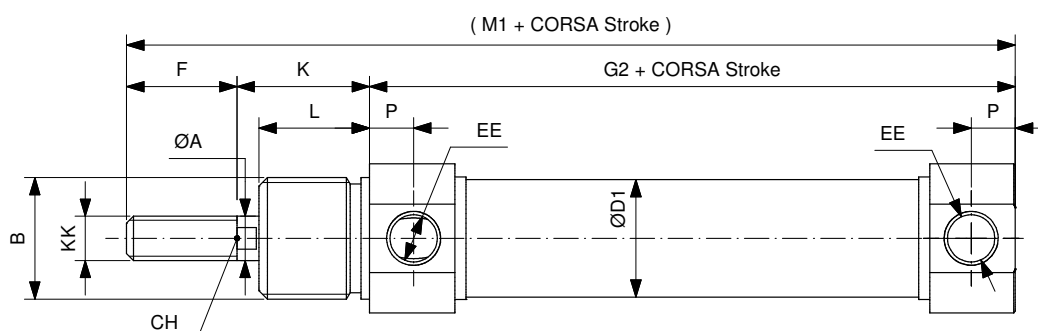 ( M1 + CORSA Stroke )
F
K
G2 + CORSA Stroke
L
P
P
EE
EE
ØA
B
KK
ØD1
CH